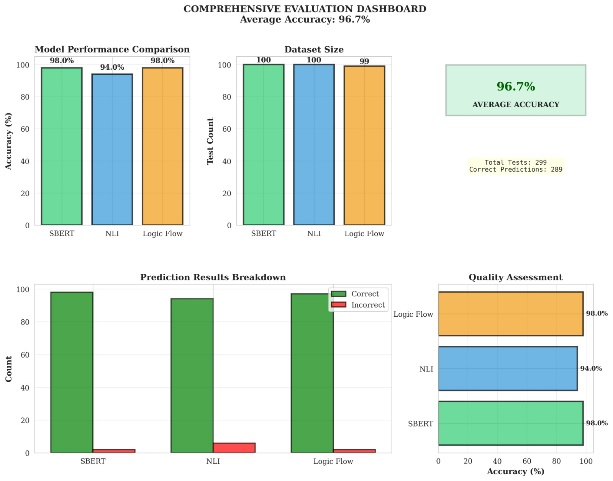 COMPREHENSIVE EVALUATION DASHBOARD
Average Accuracy: 96.7%
Model Performance Comparison
98.0%
94.0%
98.0%
100
80
60
40
20
0
Accuracy (%)
SBERT
NLI
Logic Flow
Dataset Size
100
100
99
100
80
60
40
20
0
Test Count
SBERT
NLI
Logic Flow
96.7%
AVERAGE ACCURACY
Total Tests: 299
Correct Predictions: 289
Prediction Results Breakdown
Correct
Incorrect
100
80
60
40
20
0
Count
SBERT
NLI
Logic Flow
Quality Assessment
Logic Flow
98.0%
NLI
94.0%
SBERT
98.0%
0 20 40 60 80 100
Accuracy (%)